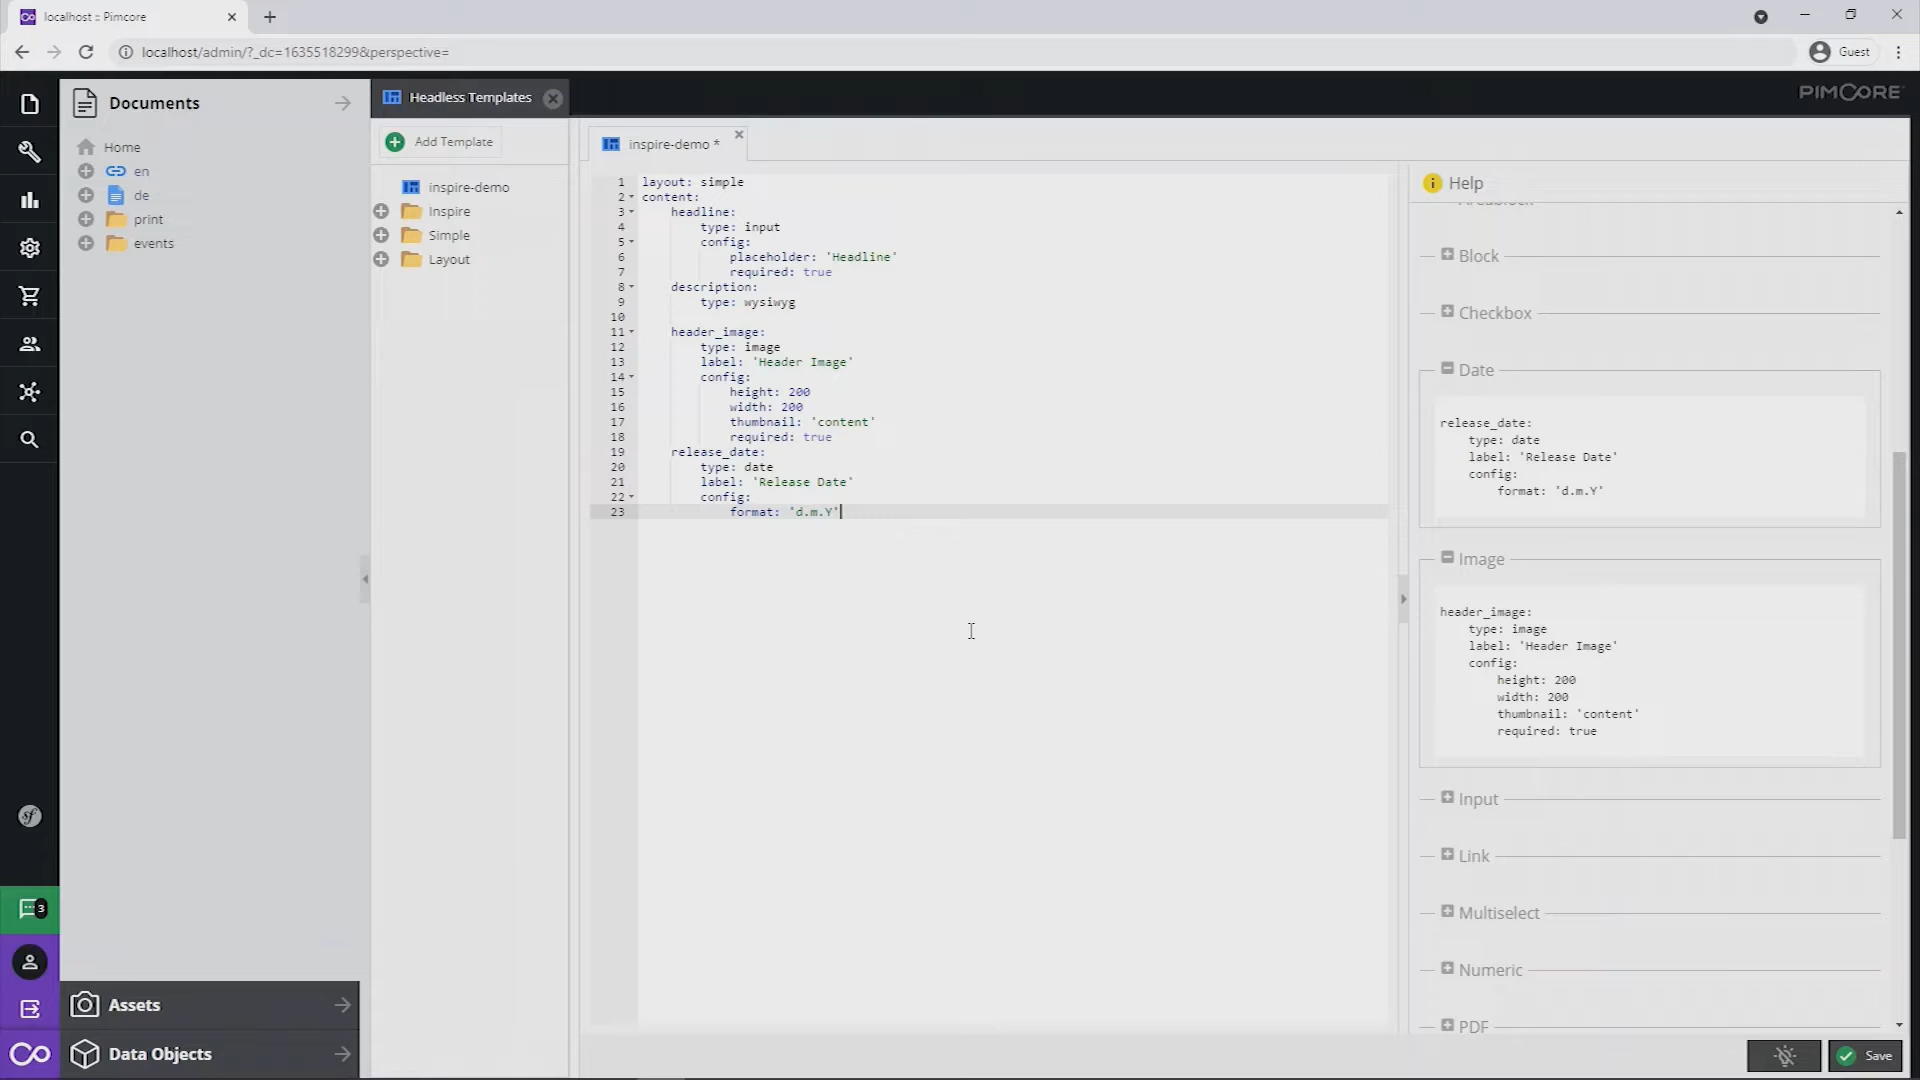 localhost :: Pimcore
localhost/admin/?_dc=1635518299&perspective=
Guest
Documents
Home
en
de
print
events
Headless Templates
PIMCORE
Add Template
inspire-demo
Inspire
Simple
Layout
inspire-demo *
1 layout: simple
2 content:
3 headline:
4 type: input
5 config:
6 placeholder: 'Headline'
7 required: true
8 description:
9 type: wysiwyg
10
11 header_image:
12 type: image
13 label: 'Header Image'
14 config:
15 height: 200
16 width: 200
17 thumbnail: 'content'
18 required: true
19 release_date:
20 type: date
21 label: 'Release Date'
22 config:
23 format: 'd.m.Y'
Help
Areablock
Block
Checkbox
Date
release_date:
type: date
label: 'Release Date'
config:
format: 'd.m.Y'
Image
header_image:
type: image
label: 'Header Image'
config:
height: 200
width: 200
thumbnail: 'content'
required: true
Input
Link
Multiselect
Numeric
PDF
sf
3
Assets
Data Objects
Save